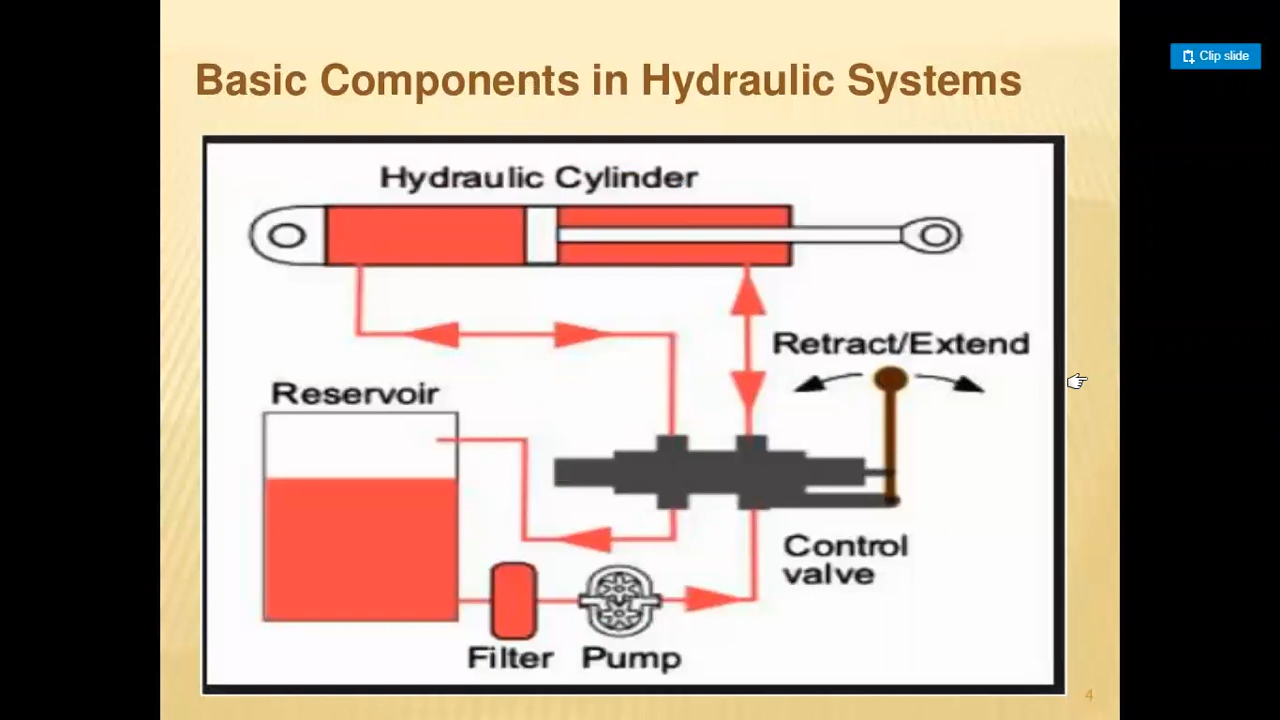 Clip slide
Basic Components in Hydraulic Systems
Hydraulic Cylinder
Retract/Extend
Reservoir
Control
valve
Filter
Pump
4